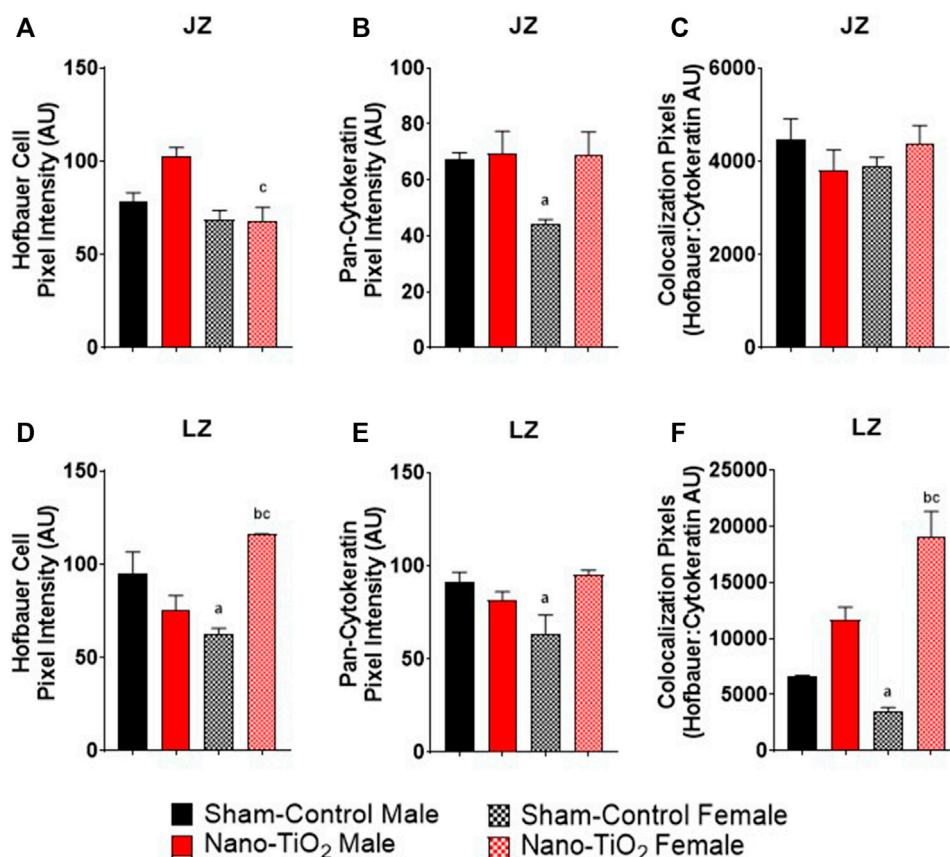 A
JZ
Hofbauer Cell
Pixel Intensity (AU)
150
100
50
0
c
B
JZ
Pan-Cytokeratin
Pixel Intensity (AU)
100
80
60
40
20
0
a
C
JZ
Colocalization Pixels
(Hofbauer:Cytokeratin AU)
6000
4000
2000
0
D
LZ
Hofbauer Cell
Pixel Intensity (AU)
150
100
50
0
a
bc
E
LZ
Pan-Cytokeratin
Pixel Intensity (AU)
150
100
50
0
a
F
LZ
Colocalization Pixels
(Hofbauer:Cytokeratin AU)
25000
20000
15000
10000
5000
0
a
bc
Sham-Control Male
Nano-TiO₂ Male
Sham-Control Female
Nano-TiO₂ Female